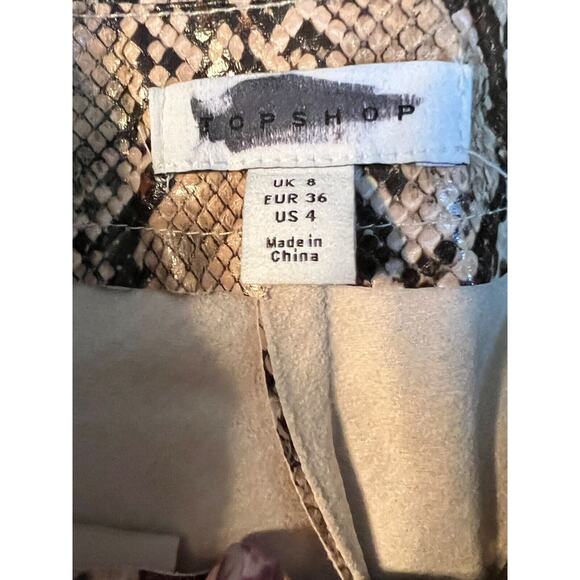 TOPSHOP
UK 8
EUR 36
US 4
Made in
China